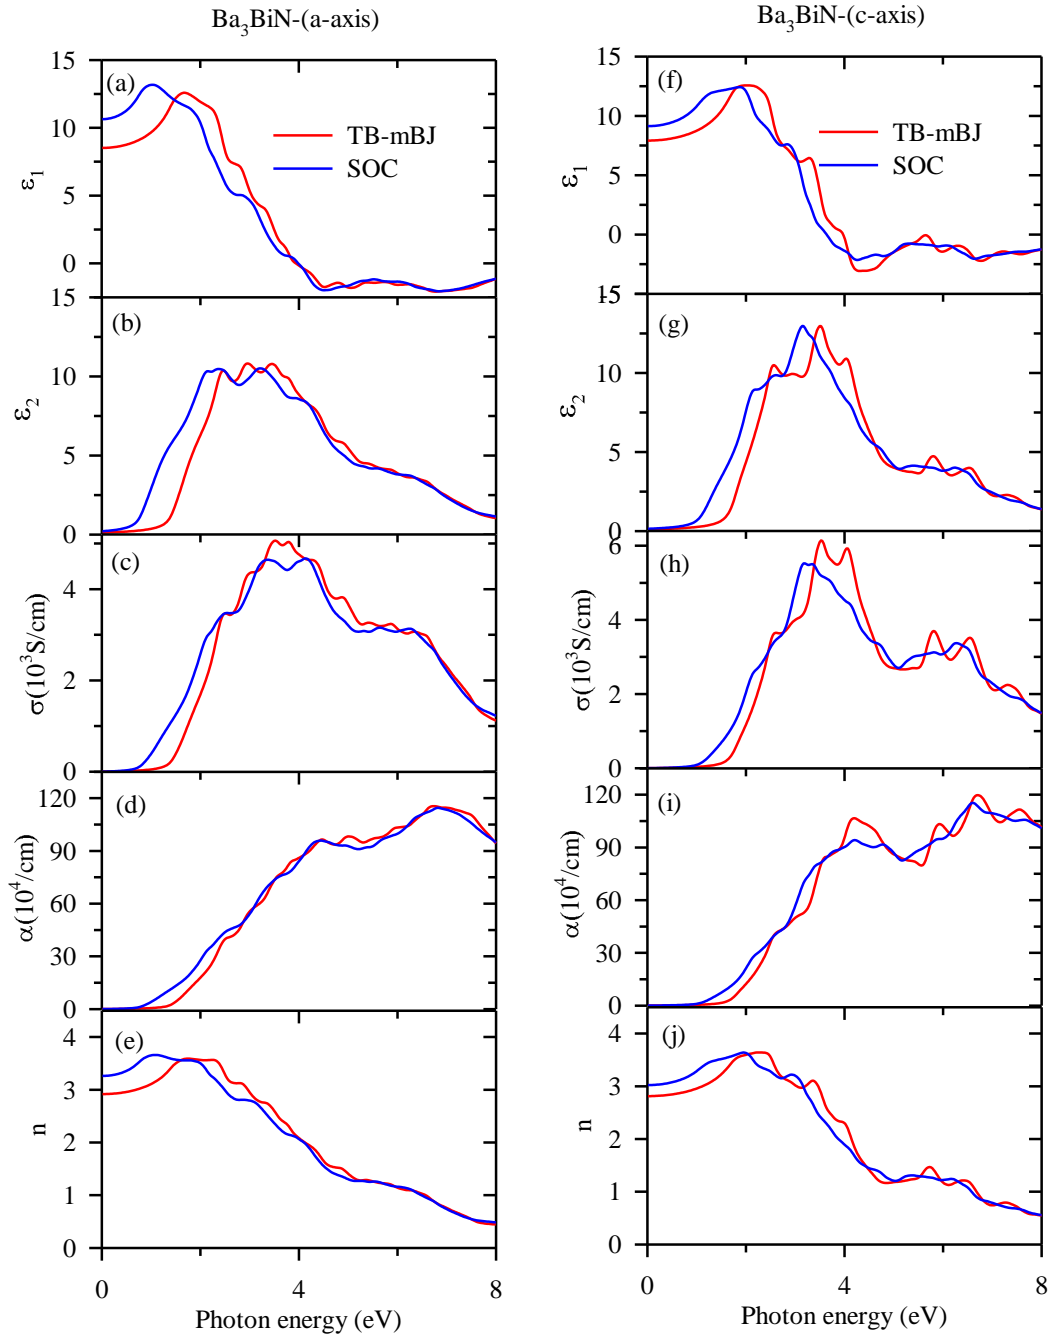 Ba₃BiN-(a-axis)
15
10
5
0
ε₁
(a)
TB-mBJ
SOC
15
10
5
0
ε₂
(b)
4
2
0
σ(10³S/cm)
(c)
120
90
60
30
0
α(10⁴/cm)
(d)
4
3
2
1
0
n
(e)
0
4
8
Photon energy (eV)
Ba₃BiN-(c-axis)
15
10
5
0
ε₁
(f)
TB-mBJ
SOC
15
10
5
0
ε₂
(g)
6
4
2
0
σ(10³S/cm)
(h)
120
90
60
30
0
α(10⁴/cm)
(i)
4
3
2
1
0
n
(j)
0
4
8
Photon energy (eV)